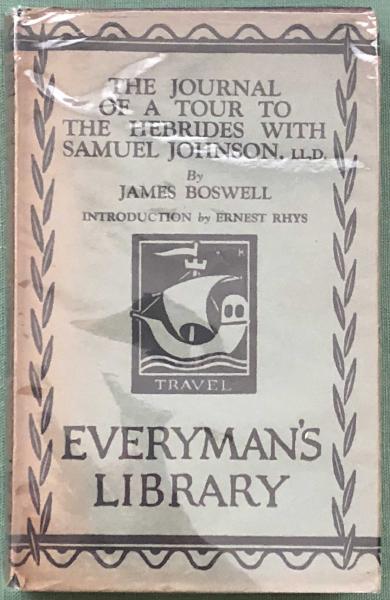 THE JOURNAL
OF A TOUR TO
THE HEBRIDES WITH
SAMUEL JOHNSON, LL.D.
By
JAMES BOSWELL
INTRODUCTION by ERNEST RHYS
TRAVEL
EVERYMAN'S
LIBRARY